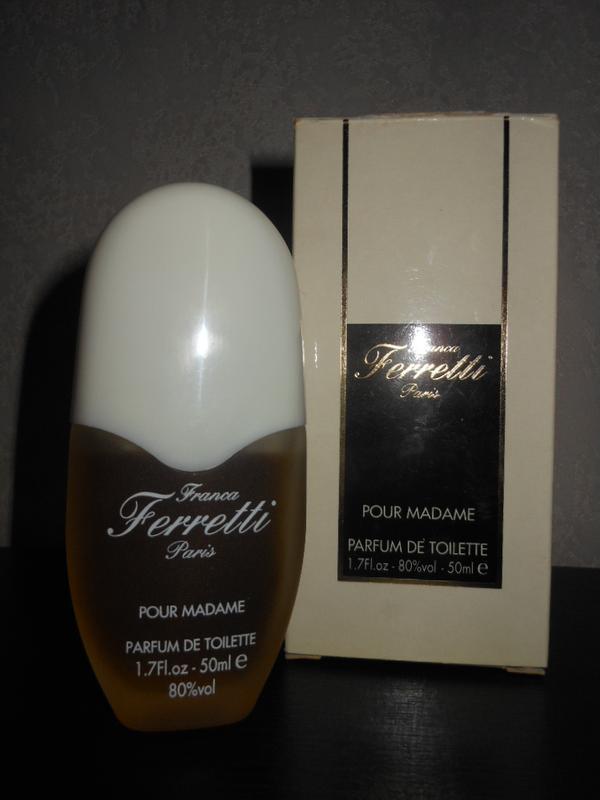 Franca
Ferretti
Paris
POUR MADAME
PARFUM DE TOILETTE
1.7Fl.oz - 50ml e
80%vol
Franca
Ferretti
Paris
POUR MADAME
PARFUM DE TOILETTE
1.7Fl.oz - 80%vol - 50ml e